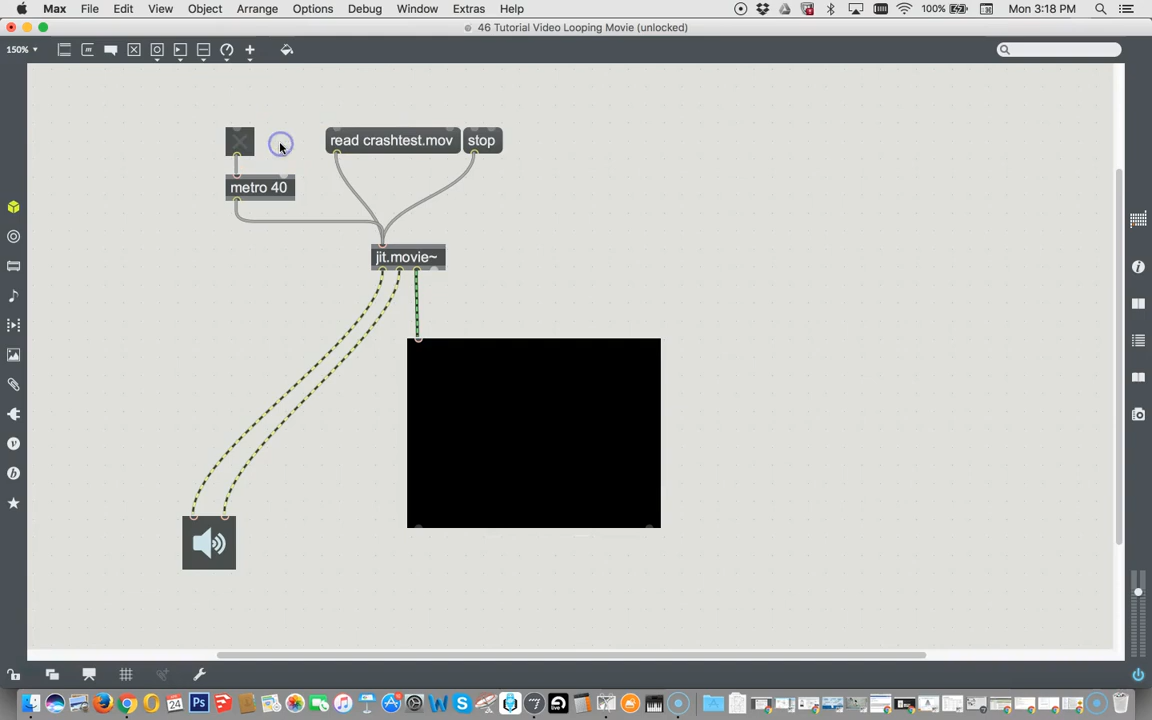 Max File Edit View Object Arrange Options Debug Window Extras Help 100% Mon 3:18 PM
46 Tutorial Video Looping Movie (unlocked)
150%
read crashtest.mov stop
metro 40
jit.movie~